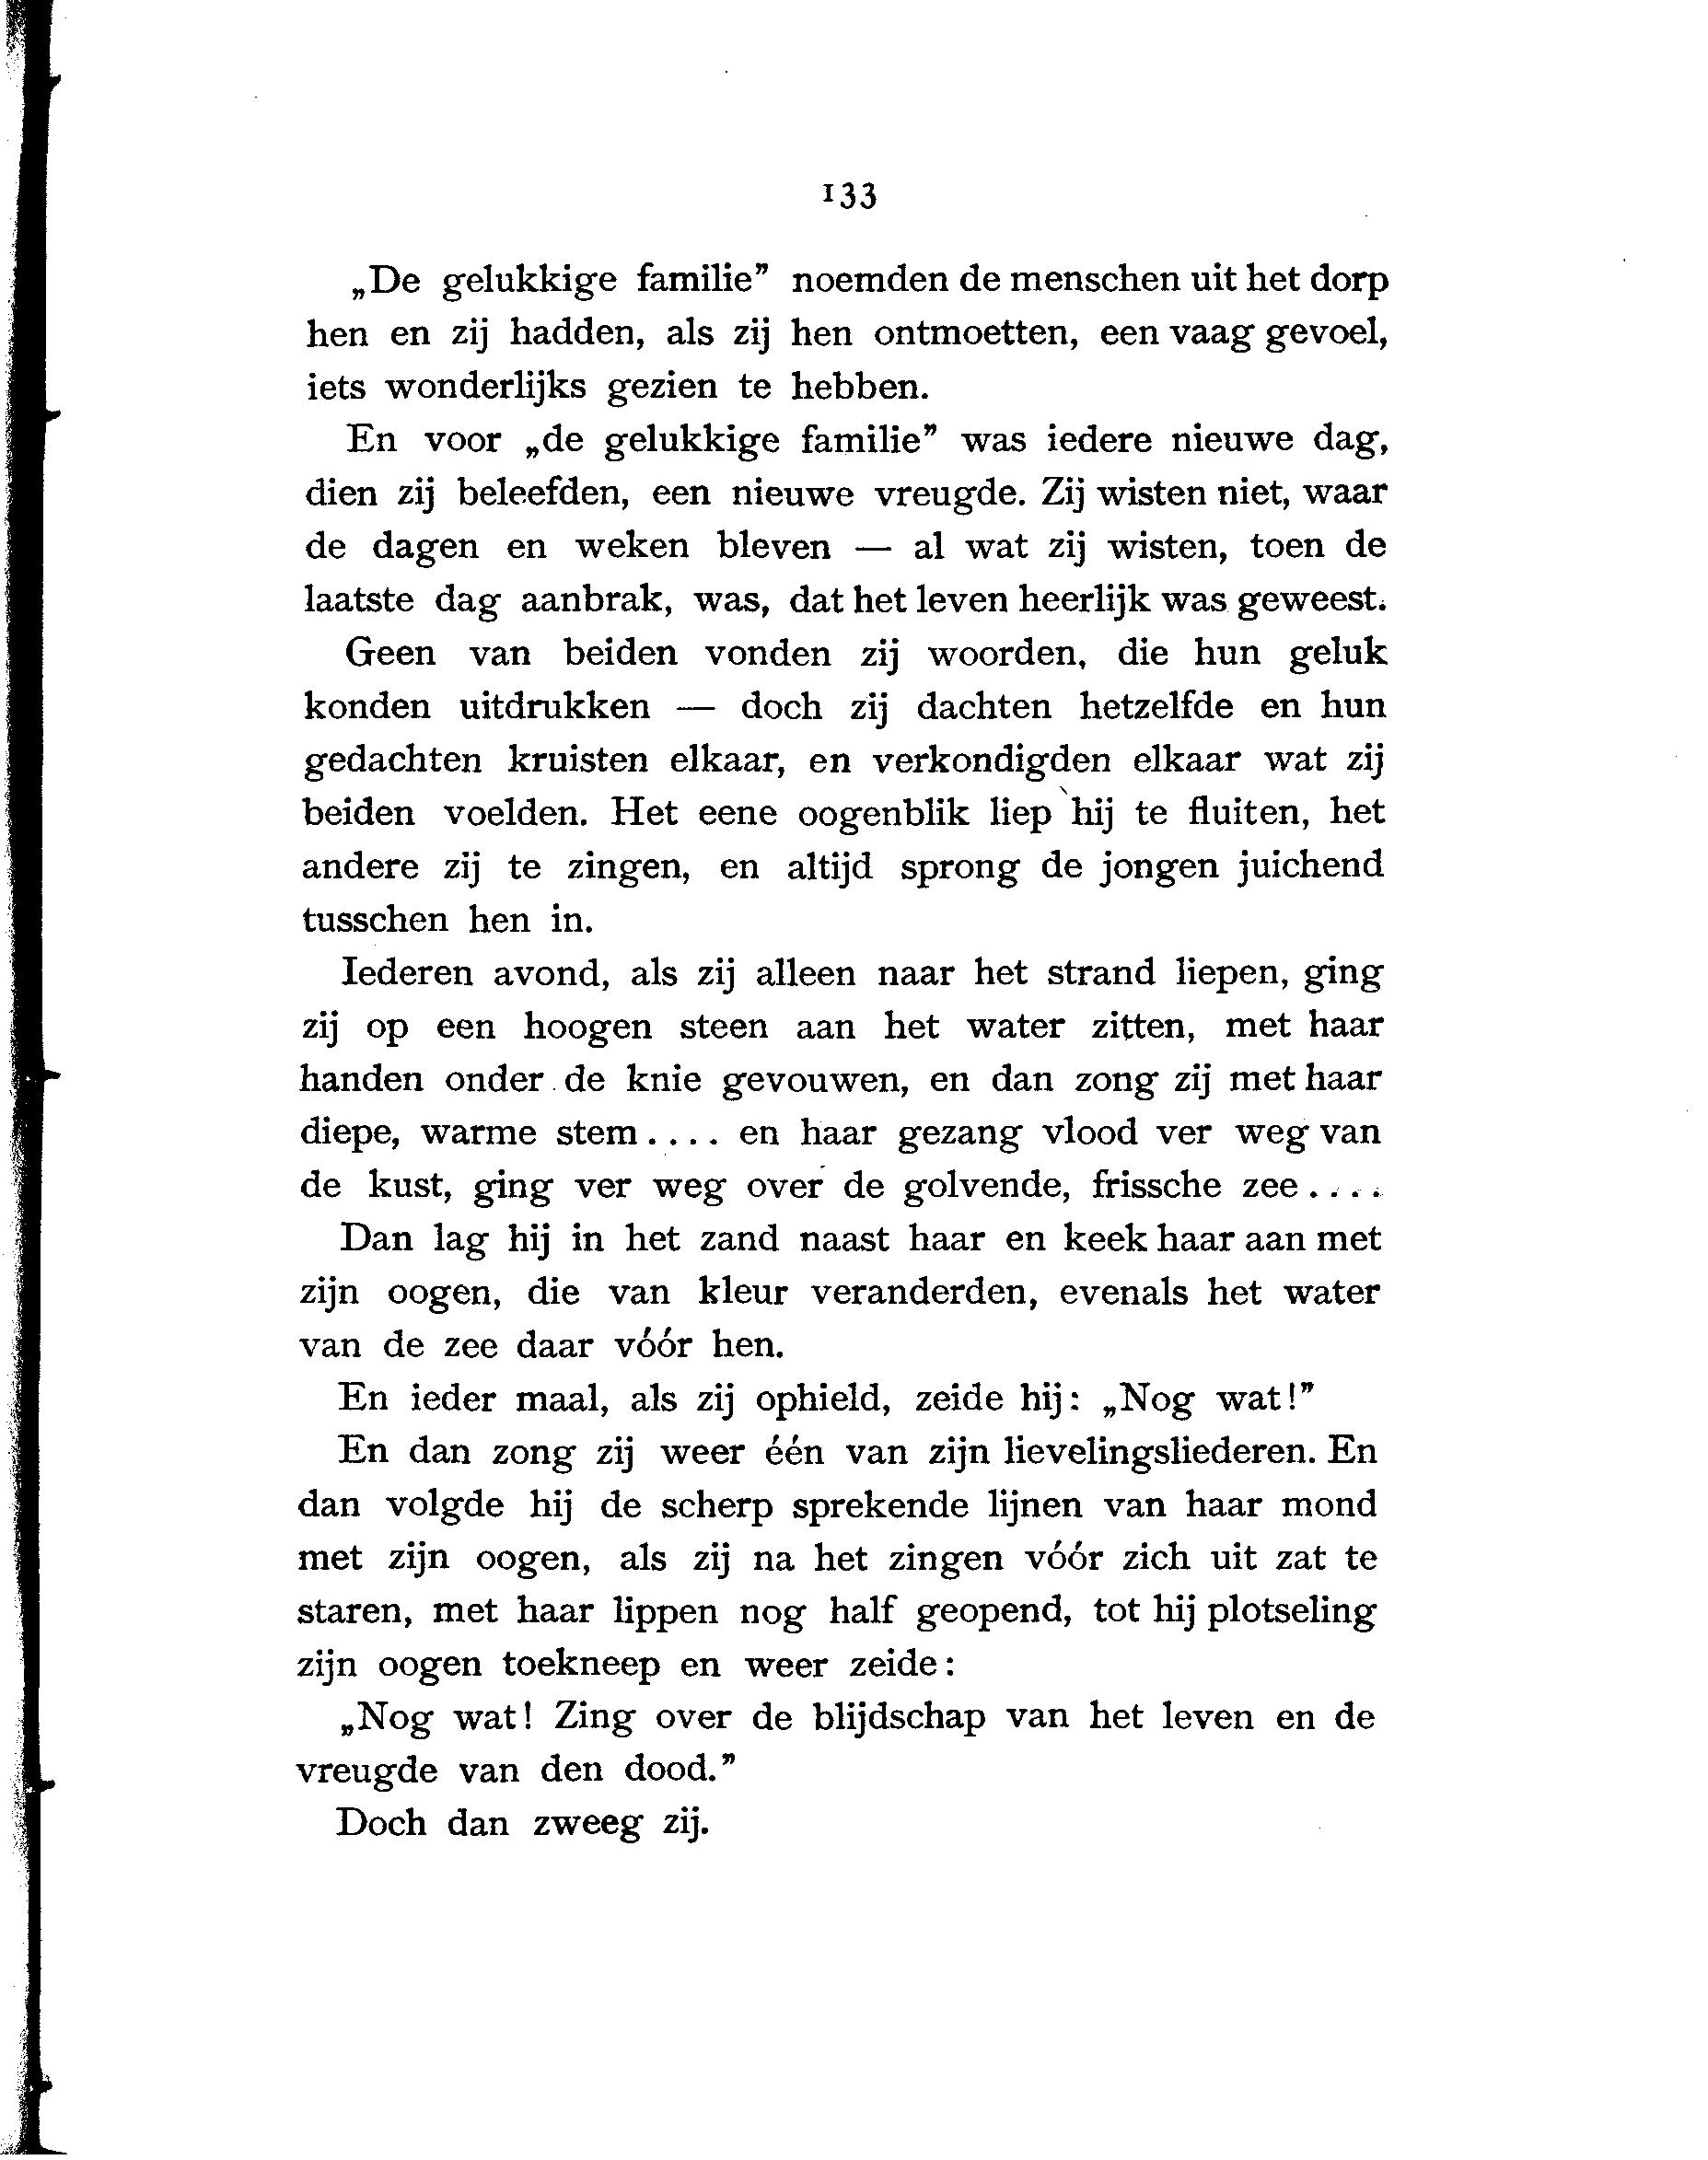 133
„De gelukkige familie” noemden de menschen uit het dorp
hen en zij hadden, als zij hen ontmoetten, een vaag gevoel,
iets wonderlijks gezien te hebben.
En voor „de gelukkige familie” was iedere nieuwe dag,
dien zij beleefden, een nieuwe vreugde. Zij wisten niet, waar
de dagen en weken bleven — al wat zij wisten, toen de
laatste dag aanbrak, was, dat het leven heerlijk was geweest.
Geen van beiden vonden zij woorden, die hun geluk
konden uitdrukken — doch zij dachten hetzelfde en hun
gedachten kruisten elkaar, en verkondigden elkaar wat zij
beiden voelden. Het eene oogenblik liep hij te fluiten, het
andere zij te zingen, en altijd sprong de jongen juichend
tusschen hen in.
Iederen avond, als zij alleen naar het strand liepen, ging
zij op een hoogen steen aan het water zitten, met haar
handen onder de knie gevouwen, en dan zong zij met haar
diepe, warme stem.... en haar gezang vlood ver weg van
de kust, ging ver weg over de golvende, frissche zee....
Dan lag hij in het zand naast haar en keek haar aan met
zijn oogen, die van kleur veranderden, evenals het water
van de zee daar vóór hen.
En ieder maal, als zij ophield, zeide hij: „Nog wat!”
En dan zong zij weer één van zijn lievelingsliederen. En
dan volgde hij de scherp sprekende lijnen van haar mond
met zijn oogen, als zij na het zingen vóór zich uit zat te
staren, met haar lippen nog half geopend, tot hij plotseling
zijn oogen toekneep en weer zeide:
„Nog wat! Zing over de blijdschap van het leven en de
vreugde van den dood.”
Doch dan zweeg zij.